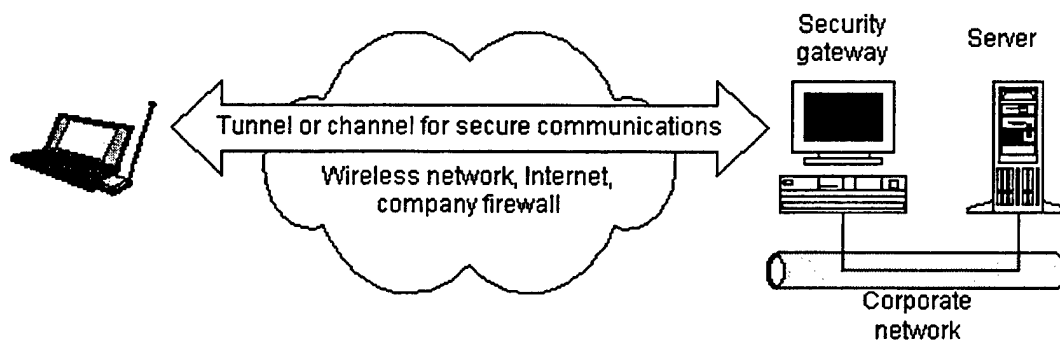 Security
gateway
Server
Tunnel or channel for secure communications
Wireless network, Internet,
company firewall
Corporate
network